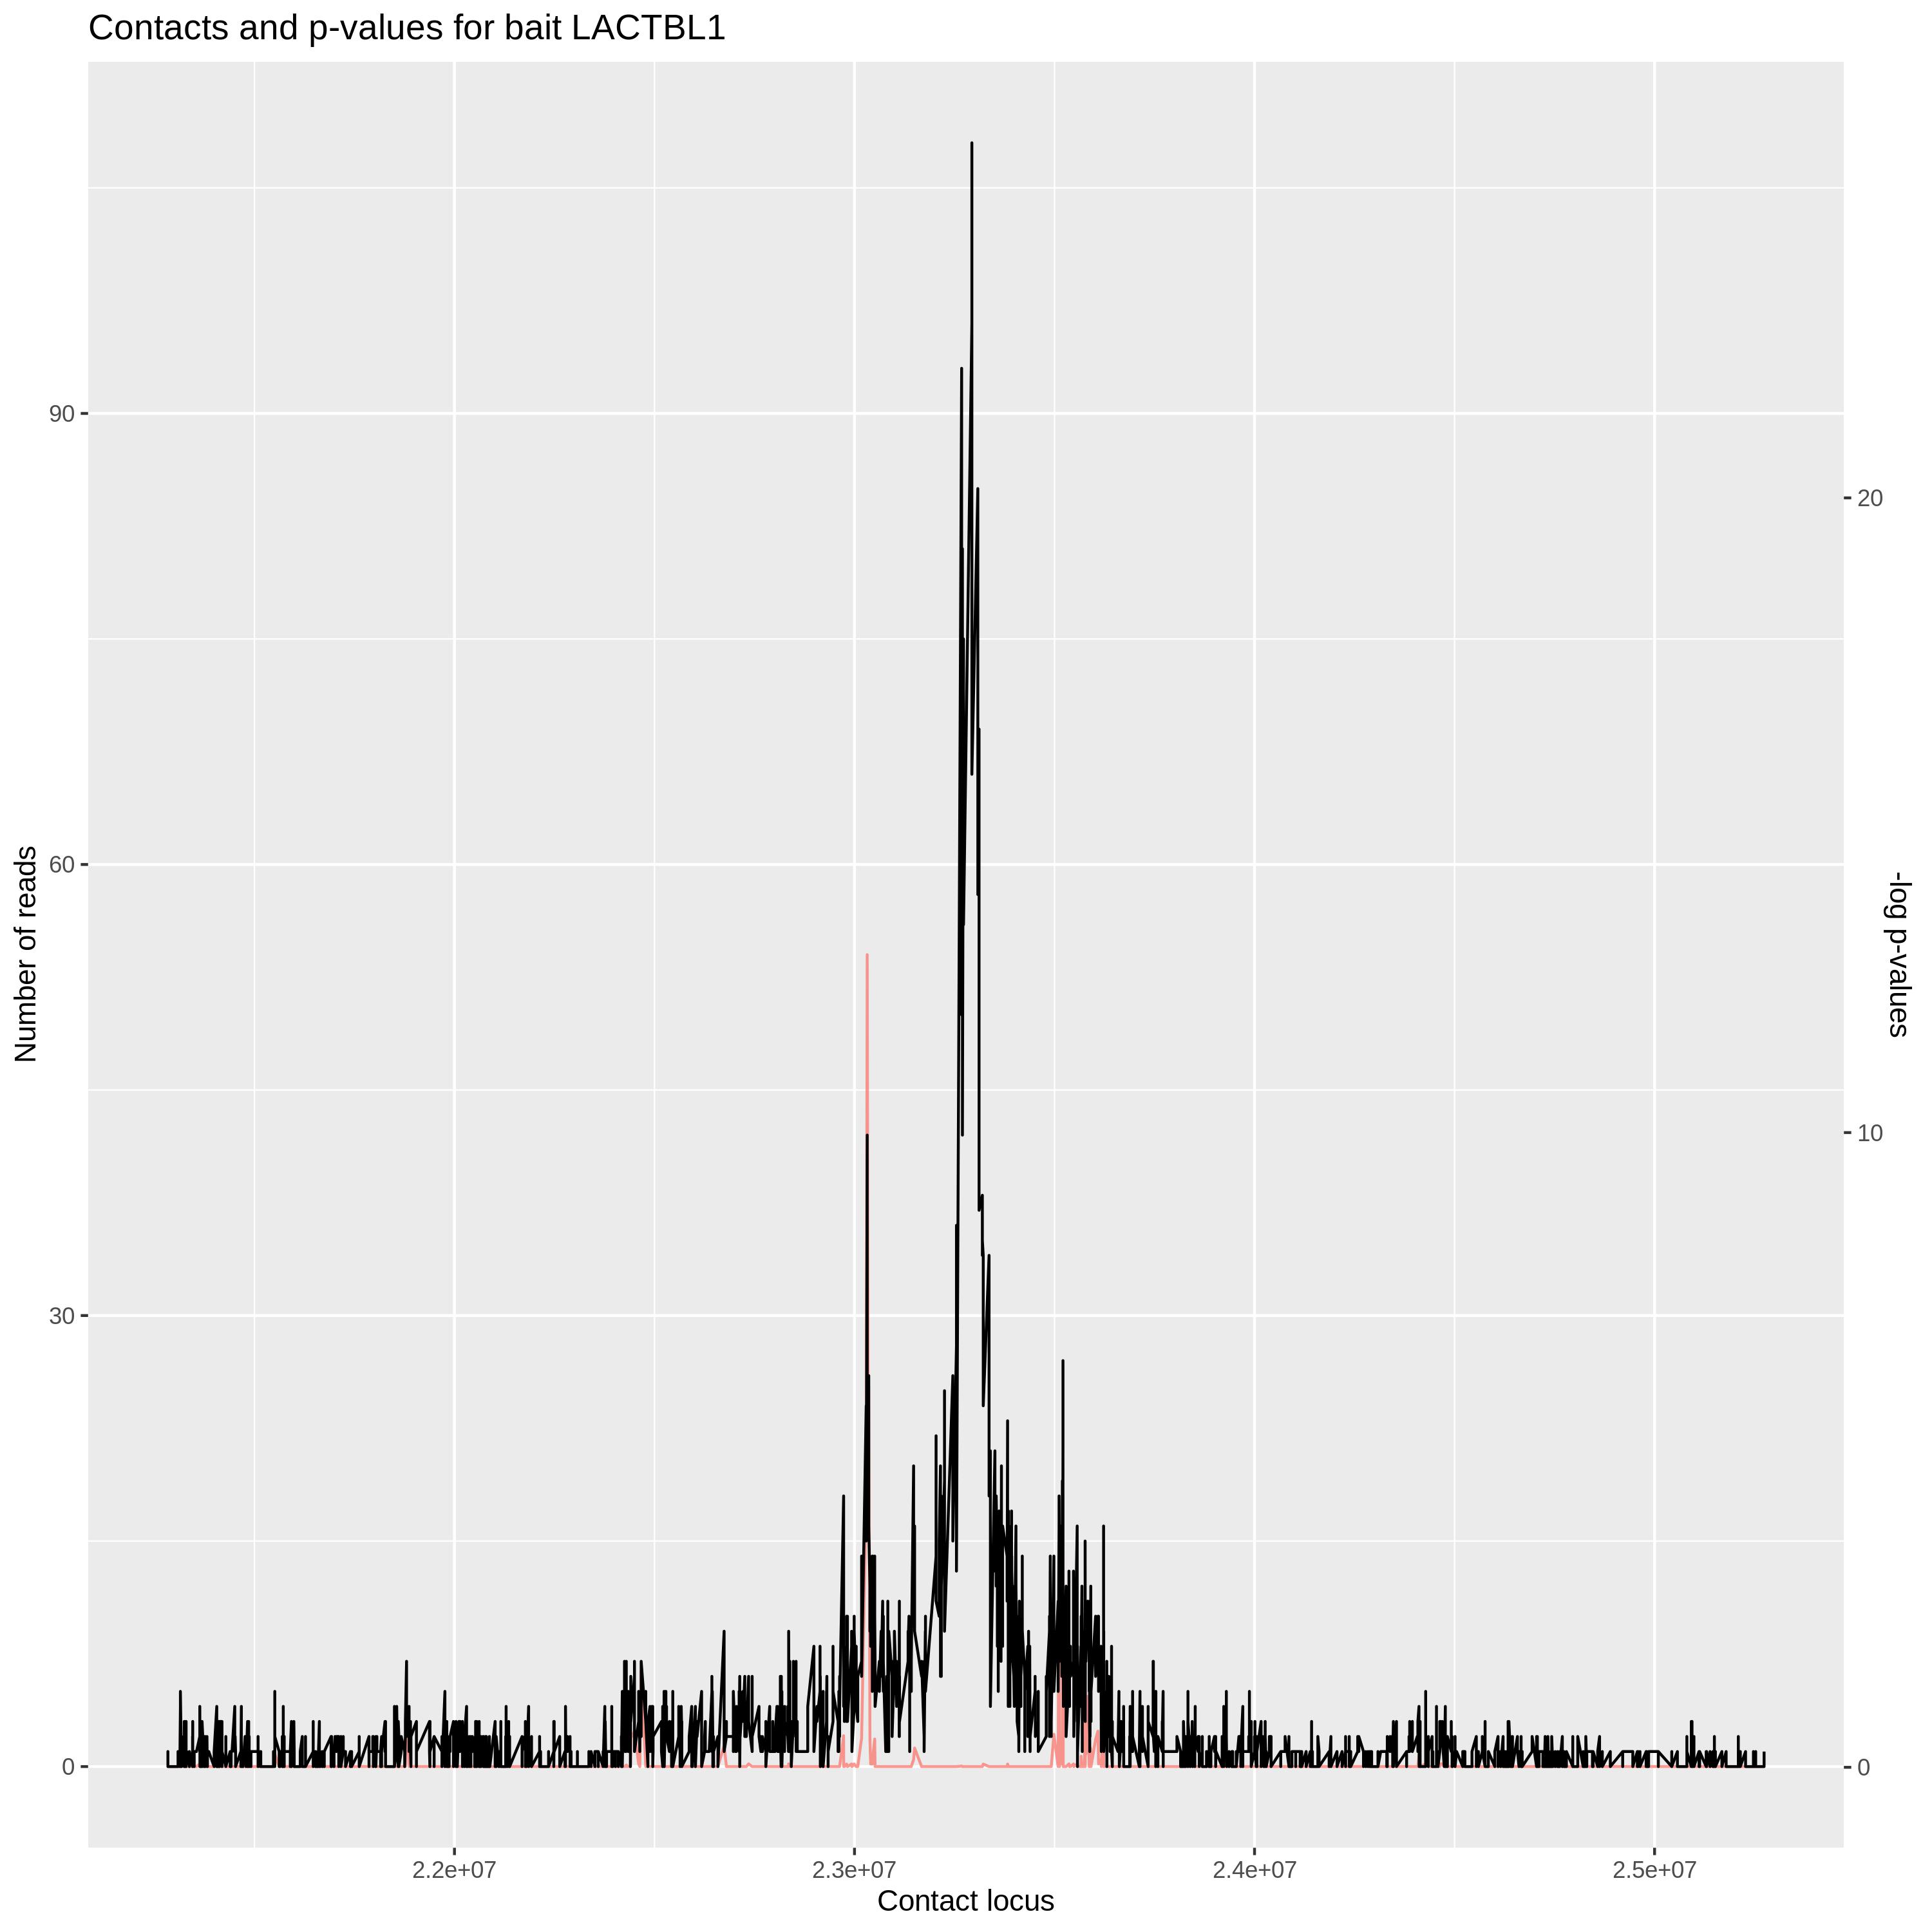 Contacts and p-values for bait LACTBL1
90
60
30
0
Number of reads
20
10
0
-log p-values
2.2e+07
2.3e+07
2.4e+07
2.5e+07
Contact locus